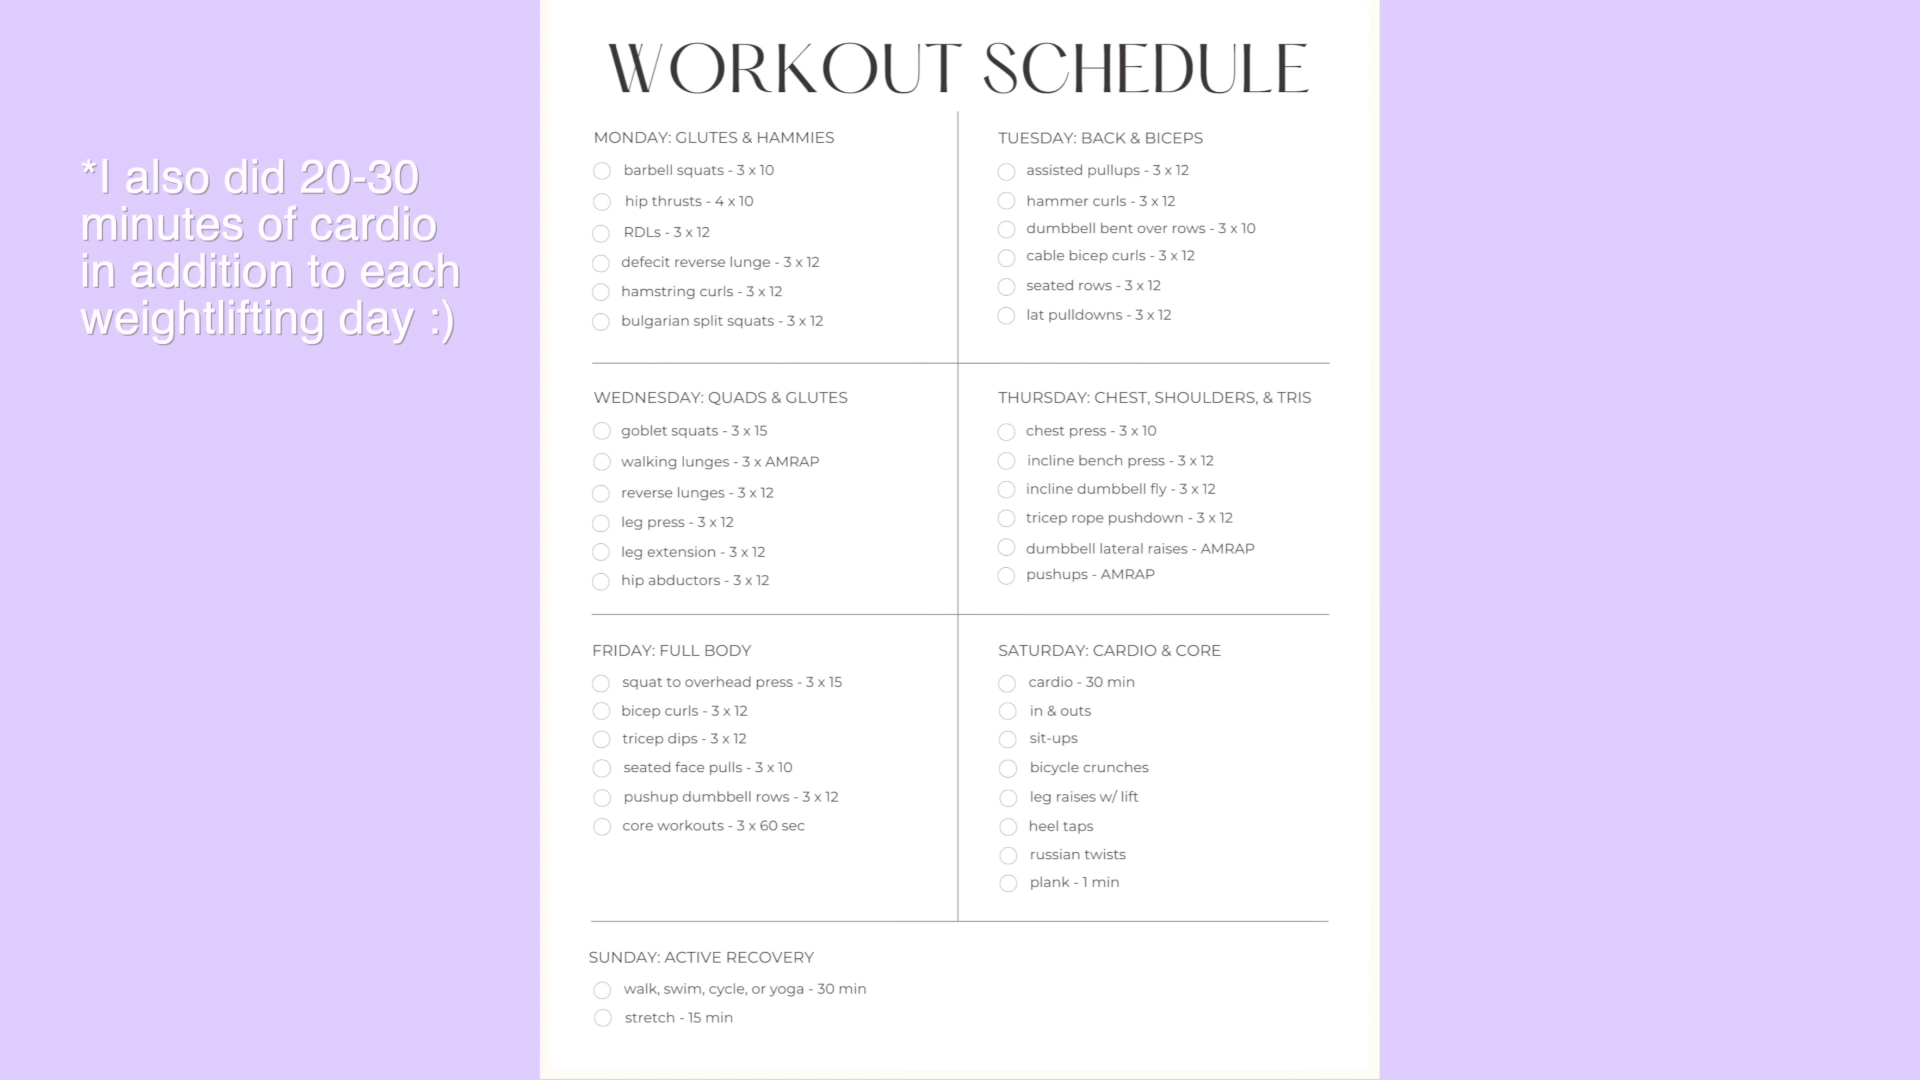 WORKOUT SCHEDULE
*I also did 20-30
minutes of cardio
in addition to each
weightlifting day :)
MONDAY: GLUTES & HAMMIES
barbell squats - 3 x 10
hip thrusts - 4 x 10
RDLs - 3 x 12
defecit reverse lunge - 3 x 12
hamstring curls - 3 x 12
bulgarian split squats - 3 x 12
TUESDAY: BACK & BICEPS
assisted pullups - 3 x 12
hammer curls - 3 x 12
dumbbell bent over rows - 3 x 10
cable bicep curls - 3 x 12
seated rows - 3 x 12
lat pulldowns - 3 x 12
WEDNESDAY: QUADS & GLUTES
goblet squats - 3 x 15
walking lunges - 3 x AMRAP
reverse lunges - 3 x 12
leg press - 3 x 12
leg extension - 3 x 12
hip abductors - 3 x 12
THURSDAY: CHEST, SHOULDERS, & TRIS
chest press - 3 x 10
incline bench press - 3 x 12
incline dumbbell fly - 3 x 12
tricep rope pushdown - 3 x 12
dumbbell lateral raises - AMRAP
pushups - AMRAP
FRIDAY: FULL BODY
squat to overhead press - 3 x 15
bicep curls - 3 x 12
tricep dips - 3 x 12
seated face pulls - 3 x 10
pushup dumbbell rows - 3 x 12
core workouts - 3 x 60 sec
SATURDAY: CARDIO & CORE
cardio - 30 min
in & outs
sit-ups
bicycle crunches
leg raises w/ lift
heel taps
russian twists
plank - 1 min
SUNDAY: ACTIVE RECOVERY
walk, swim, cycle, or yoga - 30 min
stretch - 15 min